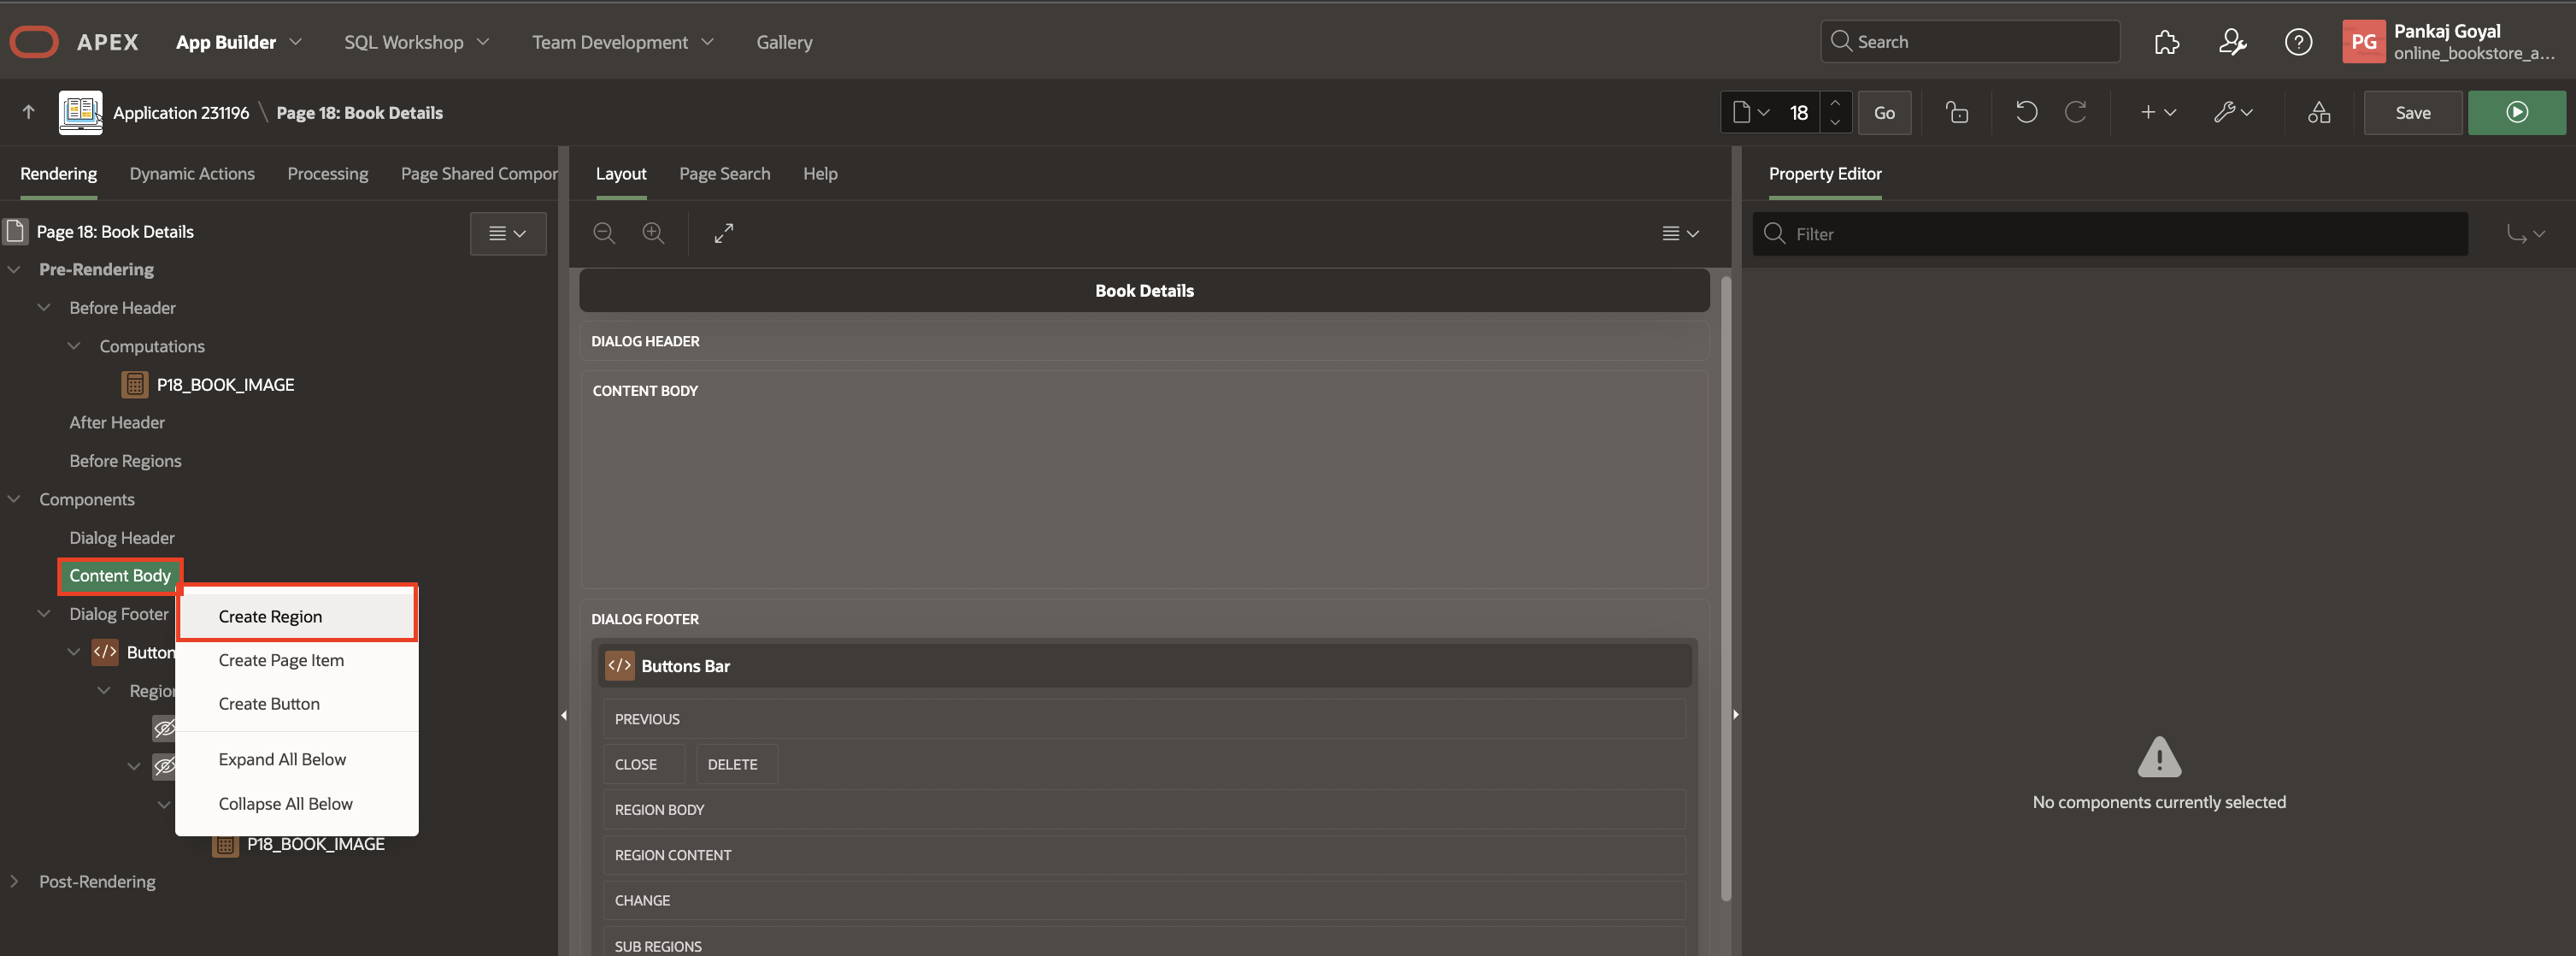 APEX App Builder SQL Workshop Team Development Gallery Search PG Pankaj Goyal
online_bookstore_a...
Application 231196 \ Page 18: Book Details 18 Go Save
Rendering Dynamic Actions Processing Page Shared Compor
Layout Page Search Help
Property Editor
Page 18: Book Details
Filter
Pre-Rendering
Before Header
Computations
P18_BOOK_IMAGE
After Header
Before Regions
Components
Dialog Header
Content Body
Dialog Footer
Button
Region
Create Region
Create Page Item
Create Button
Expand All Below
Collapse All Below
P18_BOOK_IMAGE
Post-Rendering
Book Details
DIALOG HEADER
CONTENT BODY
DIALOG FOOTER
Buttons Bar
PREVIOUS
CLOSE DELETE
REGION BODY
REGION CONTENT
CHANGE
SUB REGIONS
No components currently selected